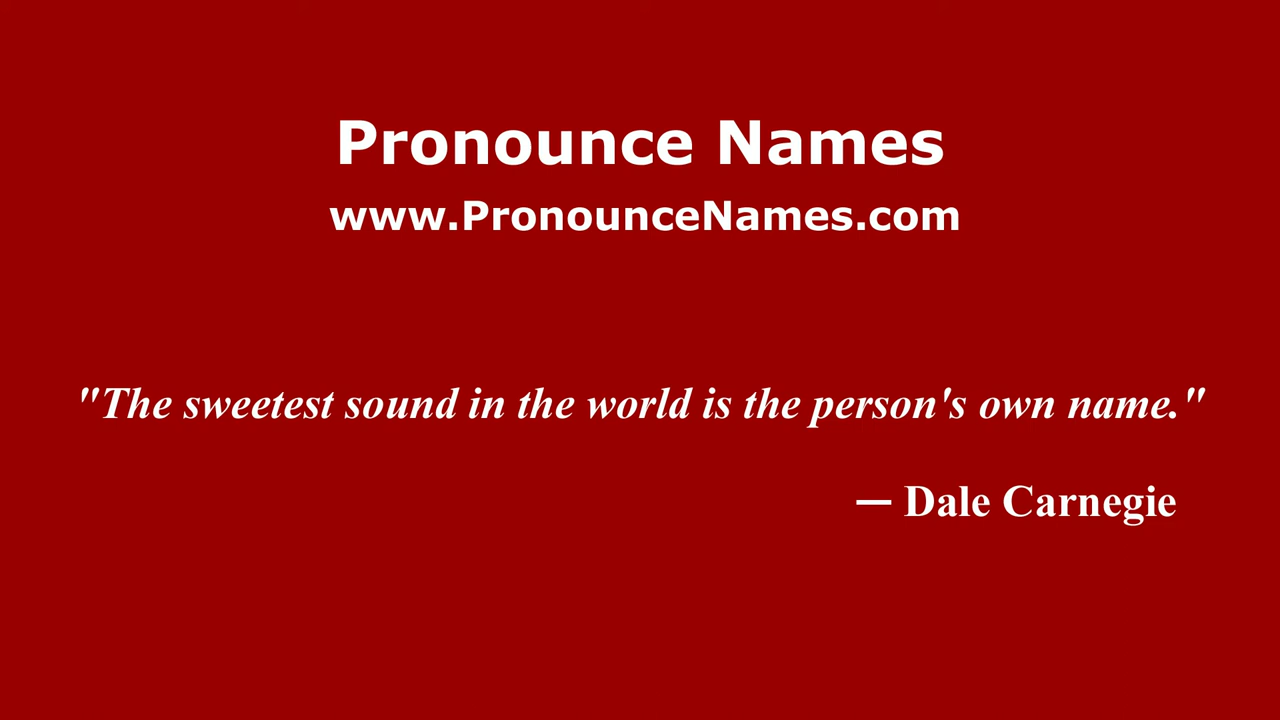 Pronounce Names
www.PronounceNames.com
"The sweetest sound in the world is the person's own name."
— Dale Carnegie